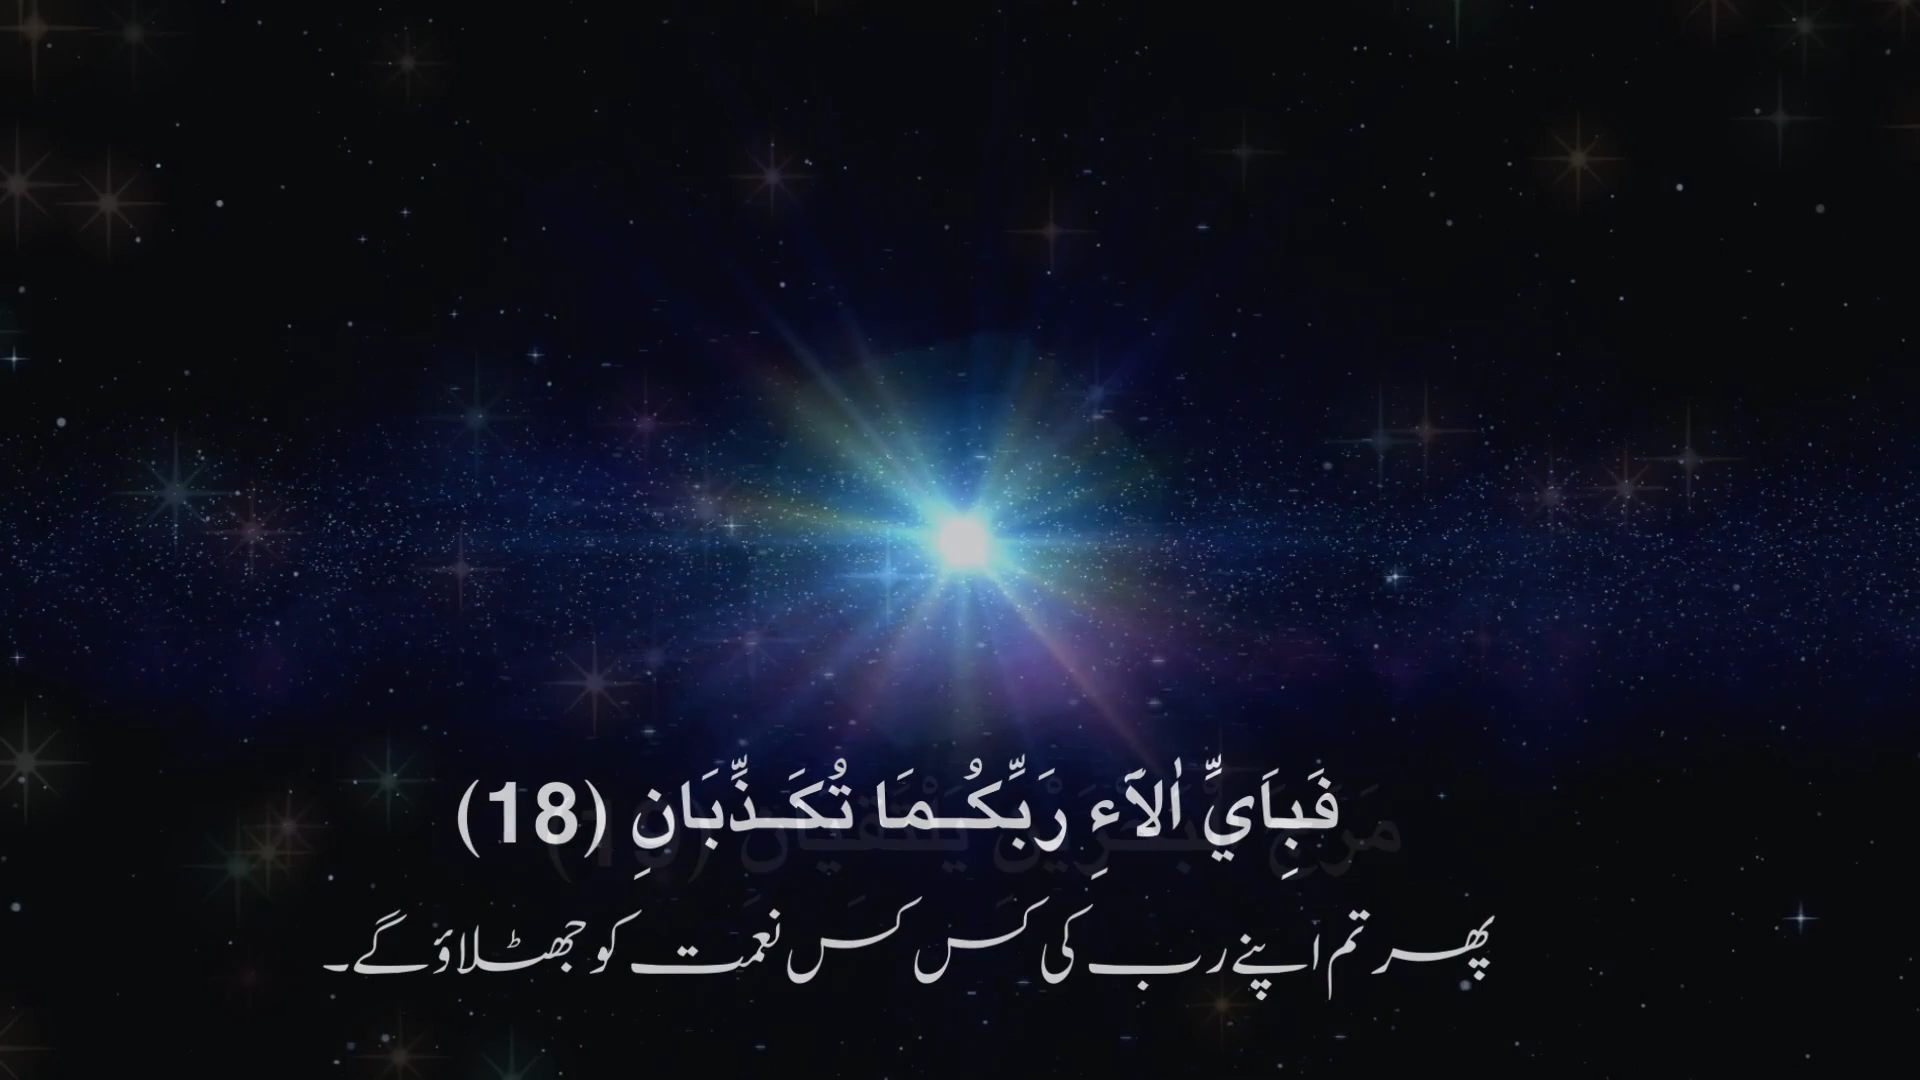 فَبِاَيِّ اٰلَآءِ رَبِّكُمَا تُكَذِّبَانِ (18)
پھر تم اپنے رب کی کس کس نعمت کو جھٹلاؤ گے۔